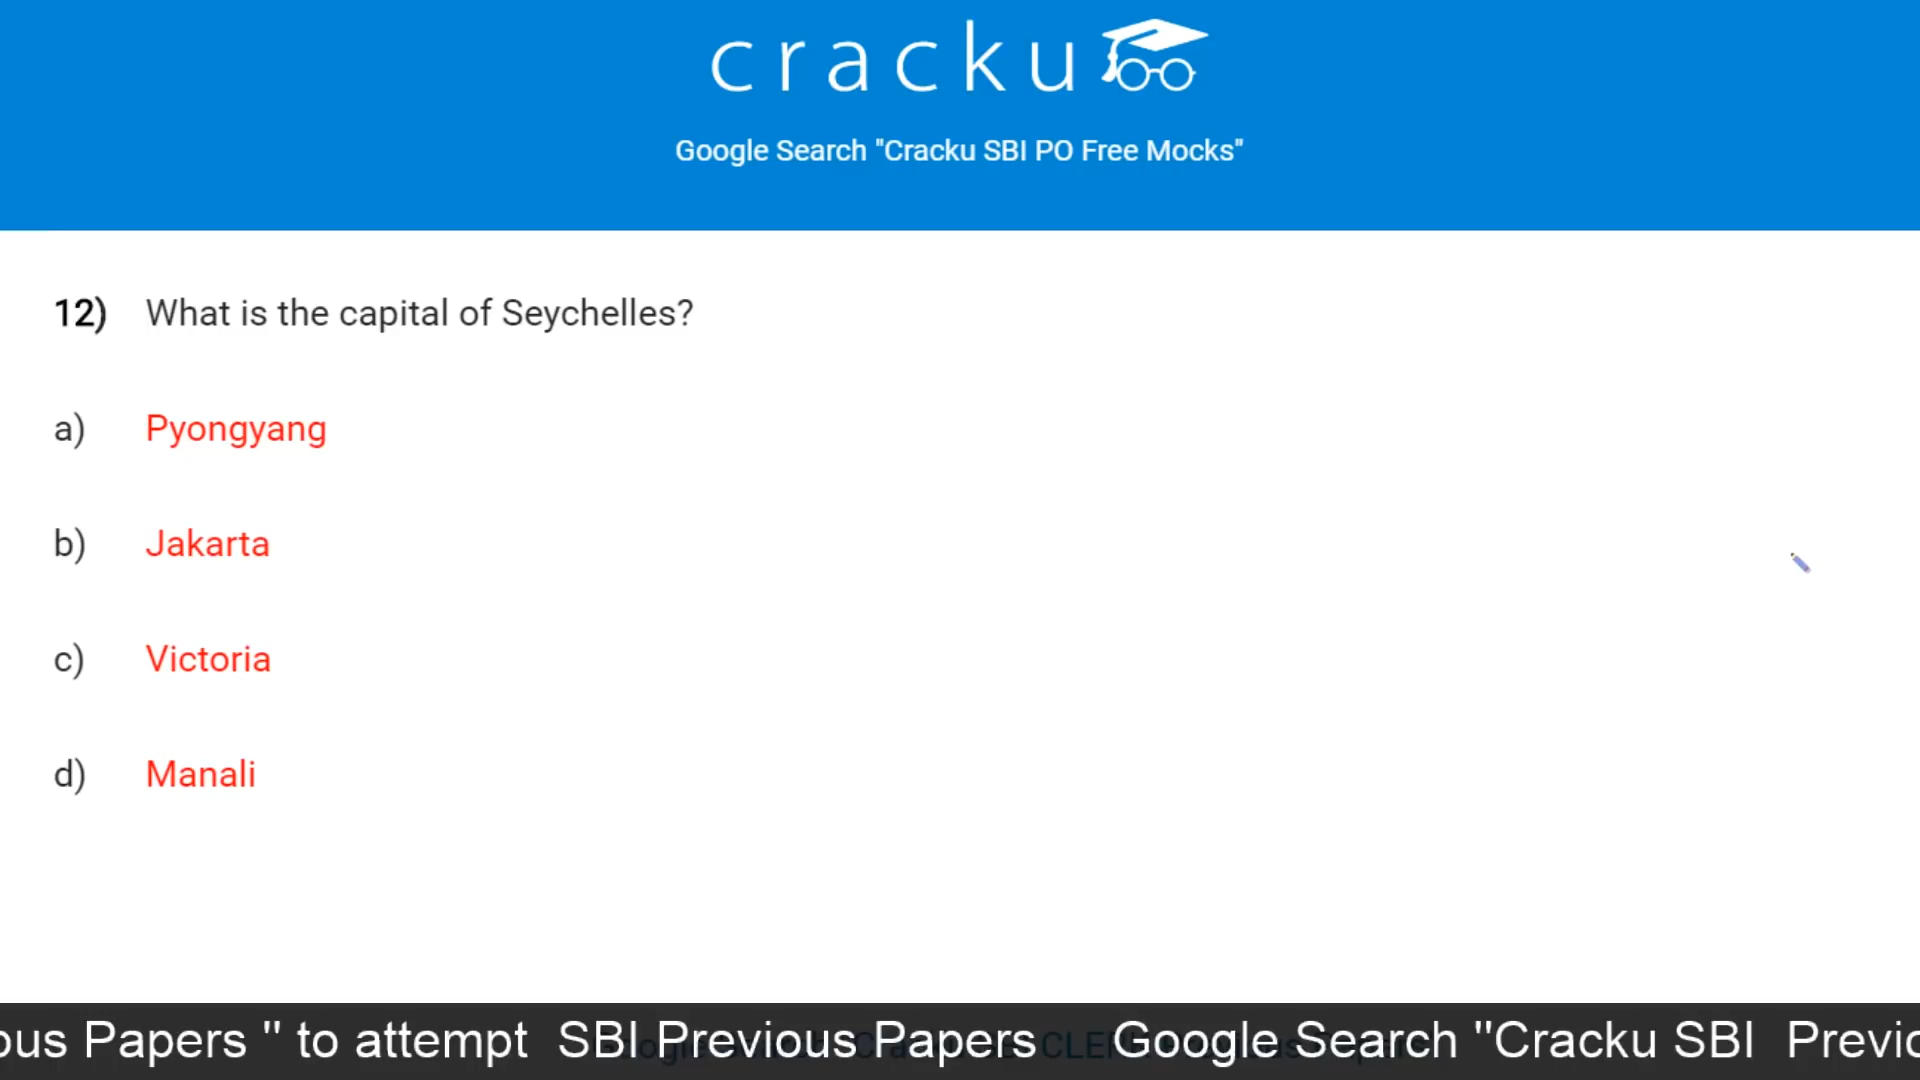 cracku
Google Search "Cracku SBI PO Free Mocks"
12) What is the capital of Seychelles?
a) Pyongyang
b) Jakarta
c) Victoria
d) Manali
ous Papers " to attempt SBI Previous Papers Google Search "Cracku SBI Previo